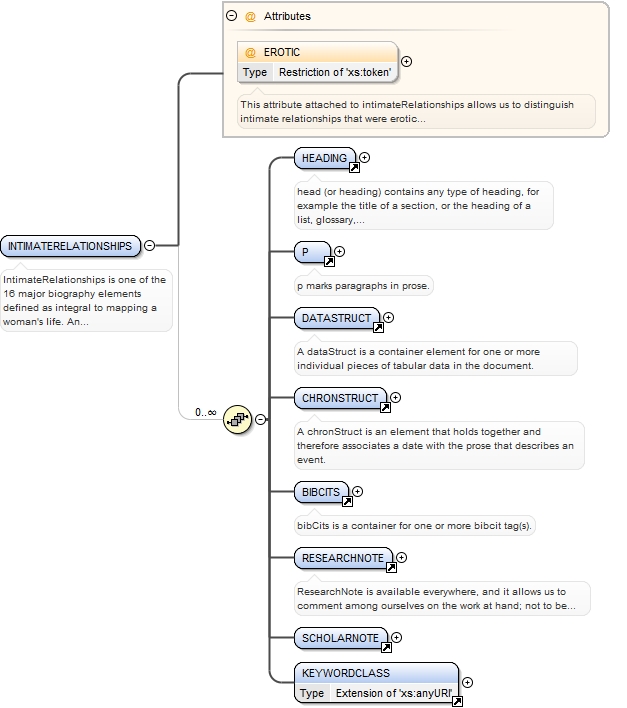 Attributes
@ EROTIC
Type Restriction of 'xs:token'
This attribute attached to intimateRelationships allows us to distinguish
intimate relationships that were erotic...
HEADING
head (or heading) contains any type of heading, for
example the title of a section, or the heading of a
list, glossary,...
INTIMATERELATIONSHIPS
IntimateRelationships is one of the
16 major biography elements
defined as integral to mapping a
woman's life. An...
P
p marks paragraphs in prose.
DATASTRUCT
A dataStruct is a container element for one or more
individual pieces of tabular data in the document.
CHRONSTRUCT
0..∞
A chronStruct is an element that holds together and
therefore associates a date with the prose that describes an
event.
BIBCITS
bibCits is a container for one or more bibcit tag(s).
RESEARCHNOTE
ResearchNote is available everywhere, and it allows us to
comment among ourselves on the work at hand; not to be...
SCHOLARNOTE
KEYWORDCLASS
Type Extension of 'xs:anyURI'